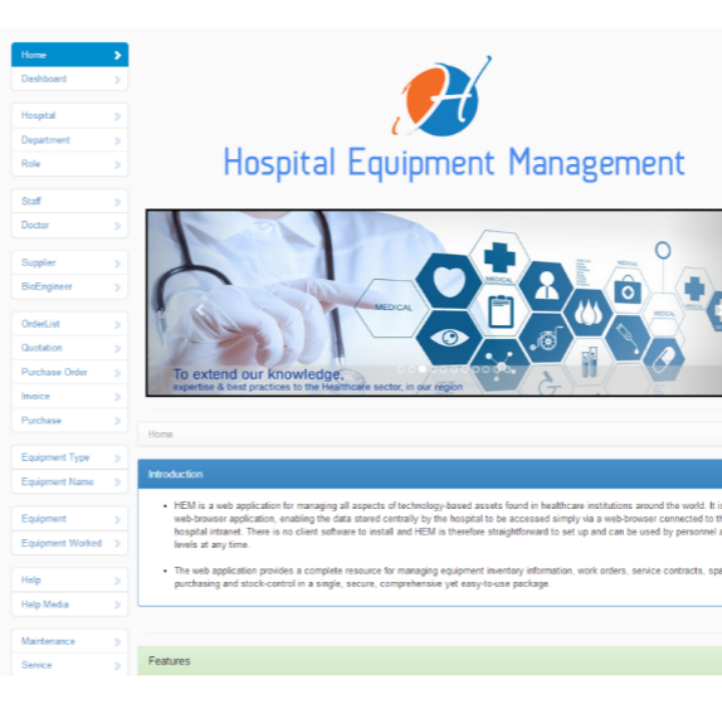 Home
Dashboard
Hospital
Department
Role
Staff
Doctor
Supplier
BioEngineer
OrderList
Quotation
Purchase Order
Invoice
Purchase
Equipment Type
Equipment Name
Equipment
Equipment Worked
Help
Help Media
Maintenance
Service
H
Hospital Equipment Management
MEDICAL
MEDICAL
MEDICAL
MEDICAL
To extend our knowledge,
expertise & best practices to the Healthcare sector, in our region
Home
Introduction
HEM is a web application for managing all aspects of technology-based assets found in healthcare institutions around the world. It is
web-browser application, enabling the data stored centrally by the hospital to be accessed simply via a web-browser connected to th
hospital intranet. There is no client software to install and HEM is therefore straightforward to set up and can be used by personnel a
levels at any time.
The web application provides a complete resource for managing equipment inventory information, work orders, service contracts, spa
purchasing and stock-control in a single, secure, comprehensive yet easy-to-use package.
Features